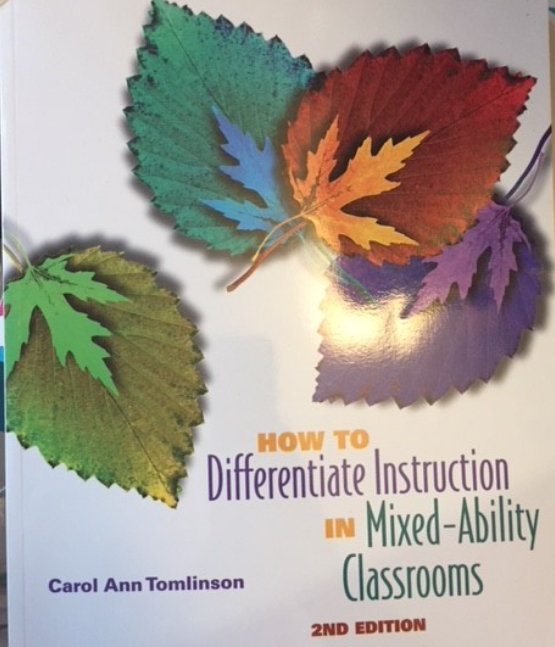 HOW TO
Differentiate Instruction
IN Mixed-Ability
Classrooms
Carol Ann Tomlinson
2ND EDITION